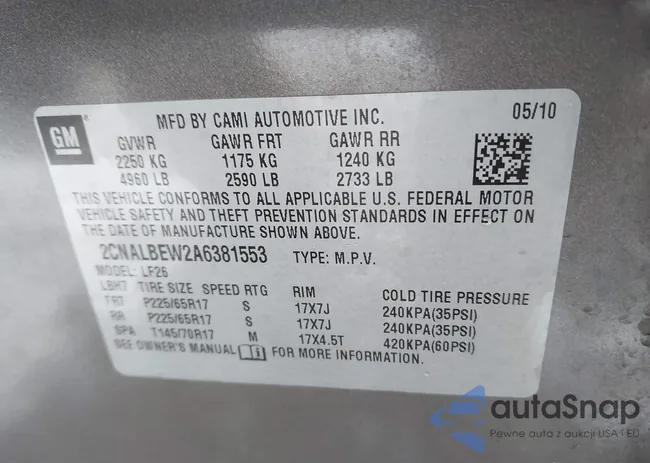 GM
MFD BY CAMI AUTOMOTIVE INC. 05/10
GVWR GAWR FRT GAWR RR
2250 KG 1175 KG 1240 KG
4960 LB 2590 LB 2733 LB
THIS VEHICLE CONFORMS TO ALL APPLICABLE U.S. FEDERAL MOTOR
VEHICLE SAFETY AND THEFT PREVENTION STANDARDS IN EFFECT ON
THE DATE OF MANUFACTURE SHOWN ABOVE.
2CNALBEW2A6381553 TYPE: M.P.V.
MODEL: LF26
LBH7 TIRE SIZE SPEED RTG RIM COLD TIRE PRESSURE
FRT P225/65R17 S 17X7J 240KPA(35PSI)
RR P225/65R17 S 17X7J 240KPA(35PSI)
SPA T145/70R17 M 17X4.5T 420KPA(60PSI)
SEE OWNER'S MANUAL FOR MORE INFORMATION.
autaSnap
Pewne auta z aukcji USA i EU